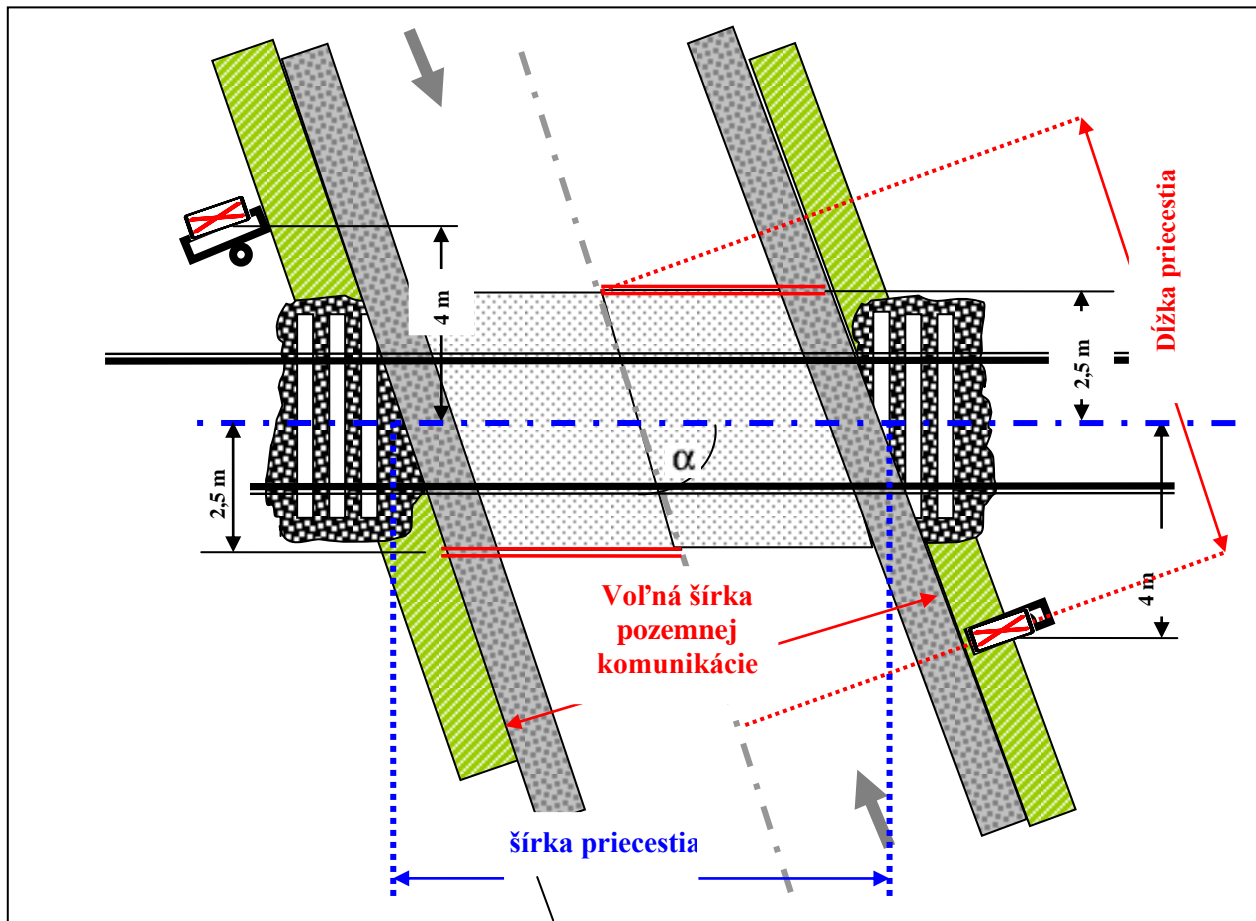 4 m
Dĺžka priecestia
2,5 m
α
2,5 m
4 m
Voľná šírka
pozemnej
komunikácie
šírka priecestia